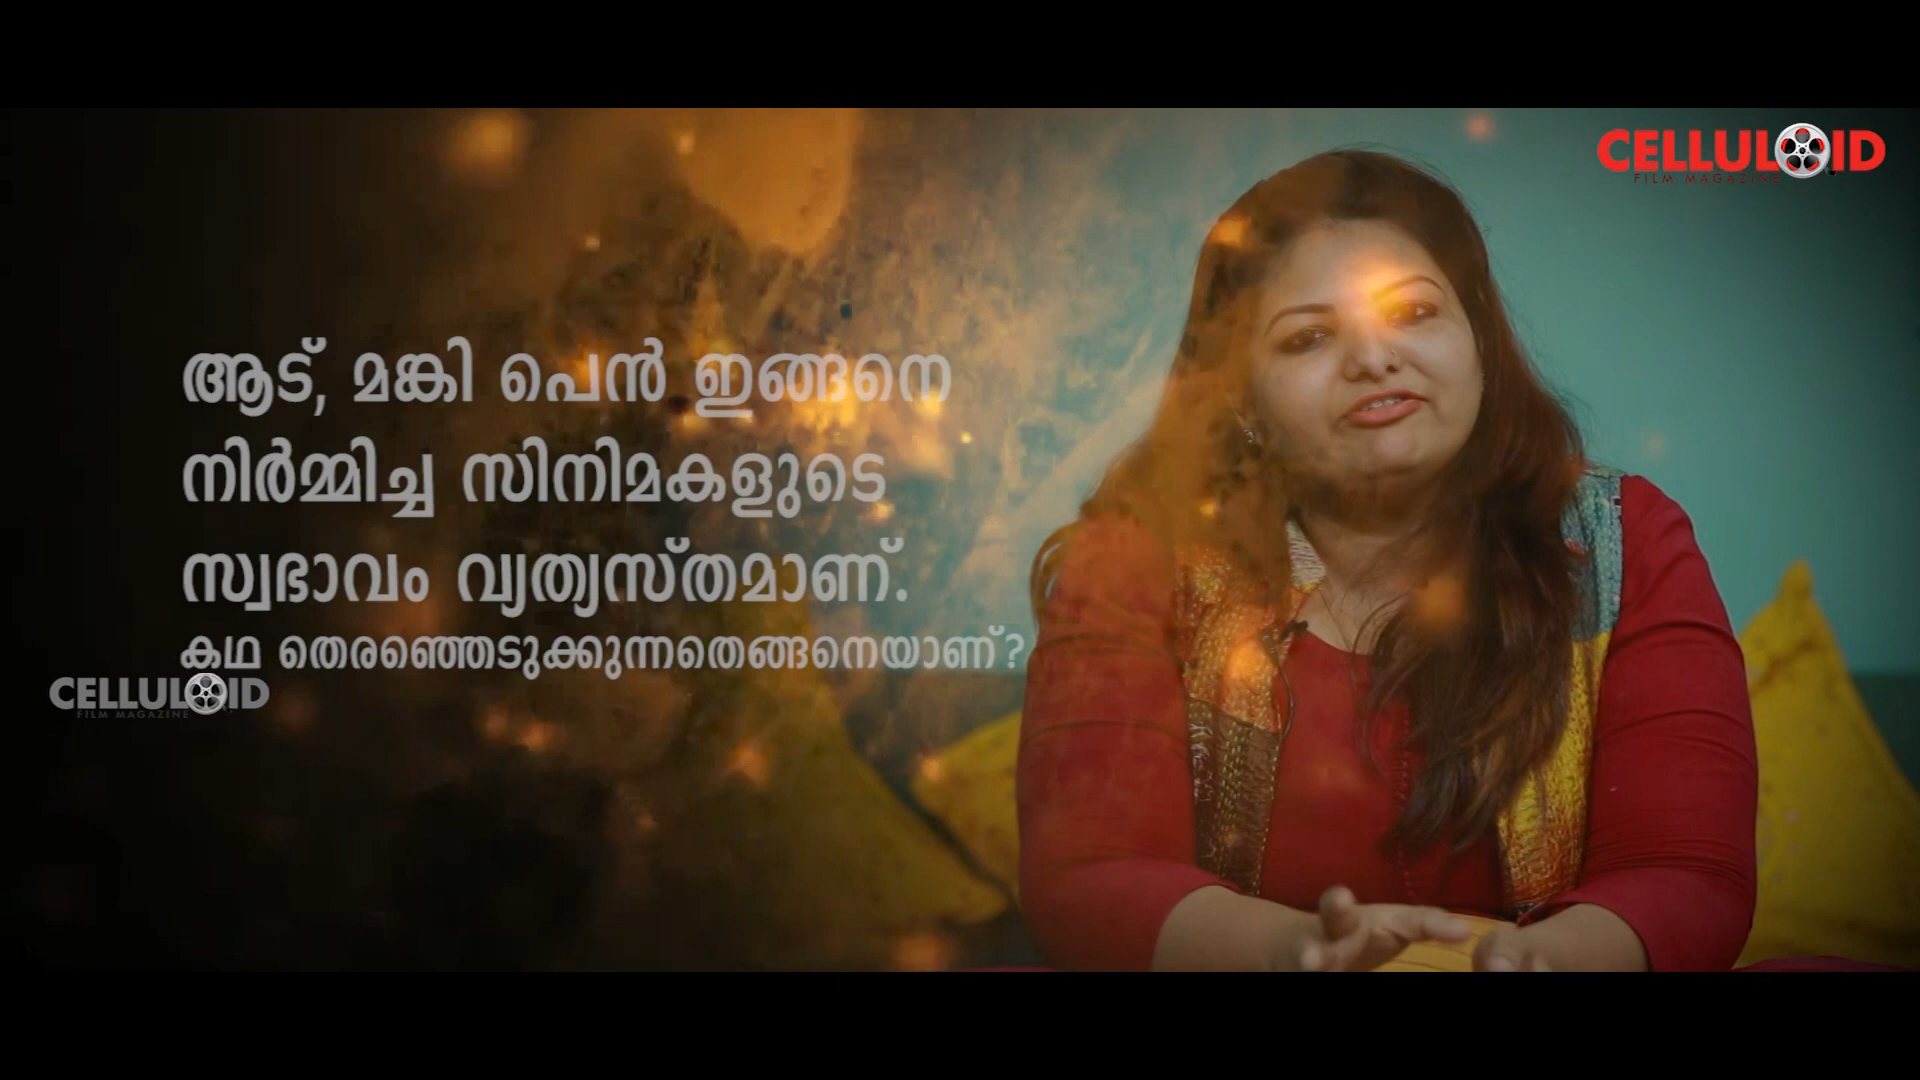 CELLULOID
FILM MAGAZINE
ആട്, മങ്കി പെൻ ഇങ്ങനെ
നിർമ്മിച്ച സിനിമകളുടെ
സ്വഭാവം വ്യത്യസ്തമാണ്.
കഥ തെരഞ്ഞെടുക്കുന്നതെങ്ങനെയാണ്?
CELLULOID
FILM MAGAZINE